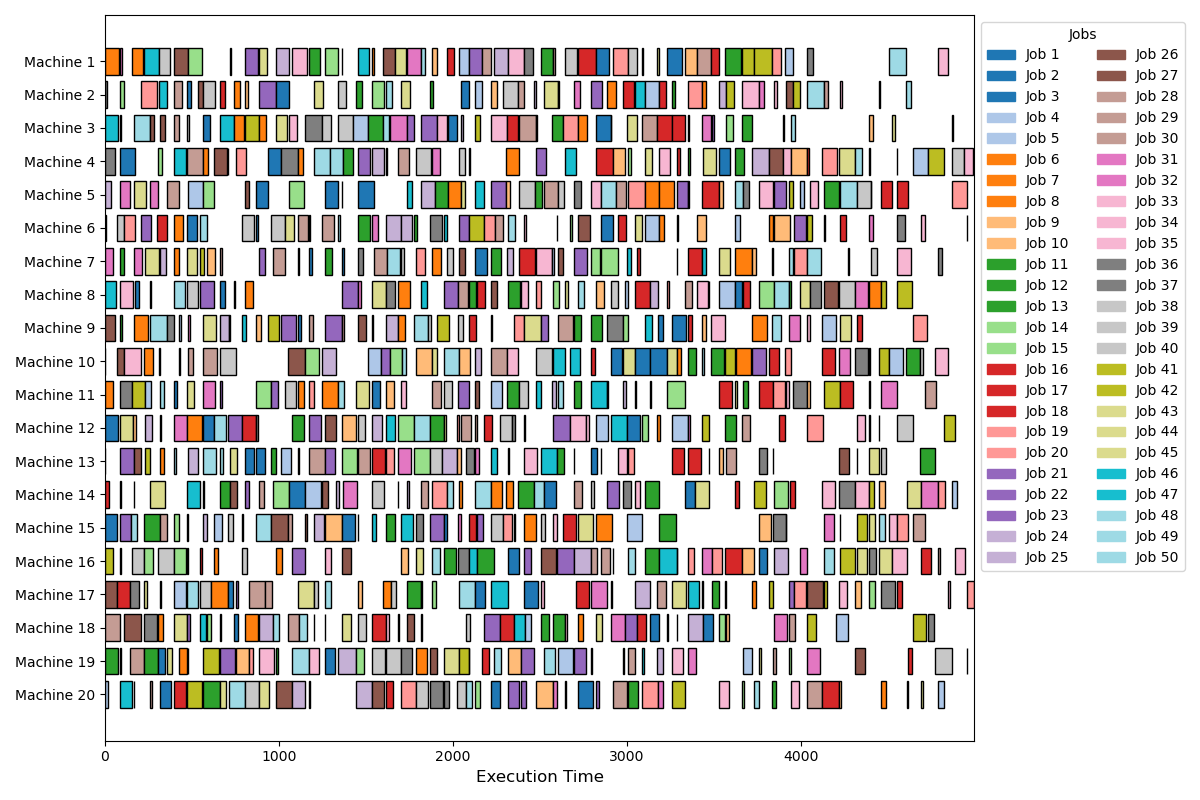 Machine 1
Machine 2
Machine 3
Machine 4
Machine 5
Machine 6
Machine 7
Machine 8
Machine 9
Machine 10
Machine 11
Machine 12
Machine 13
Machine 14
Machine 15
Machine 16
Machine 17
Machine 18
Machine 19
Machine 20
0 1000 2000 3000 4000
Execution Time
Jobs
Job 1
Job 2
Job 3
Job 4
Job 5
Job 6
Job 7
Job 8
Job 9
Job 10
Job 11
Job 12
Job 13
Job 14
Job 15
Job 16
Job 17
Job 18
Job 19
Job 20
Job 21
Job 22
Job 23
Job 24
Job 25
Job 26
Job 27
Job 28
Job 29
Job 30
Job 31
Job 32
Job 33
Job 34
Job 35
Job 36
Job 37
Job 38
Job 39
Job 40
Job 41
Job 42
Job 43
Job 44
Job 45
Job 46
Job 47
Job 48
Job 49
Job 50